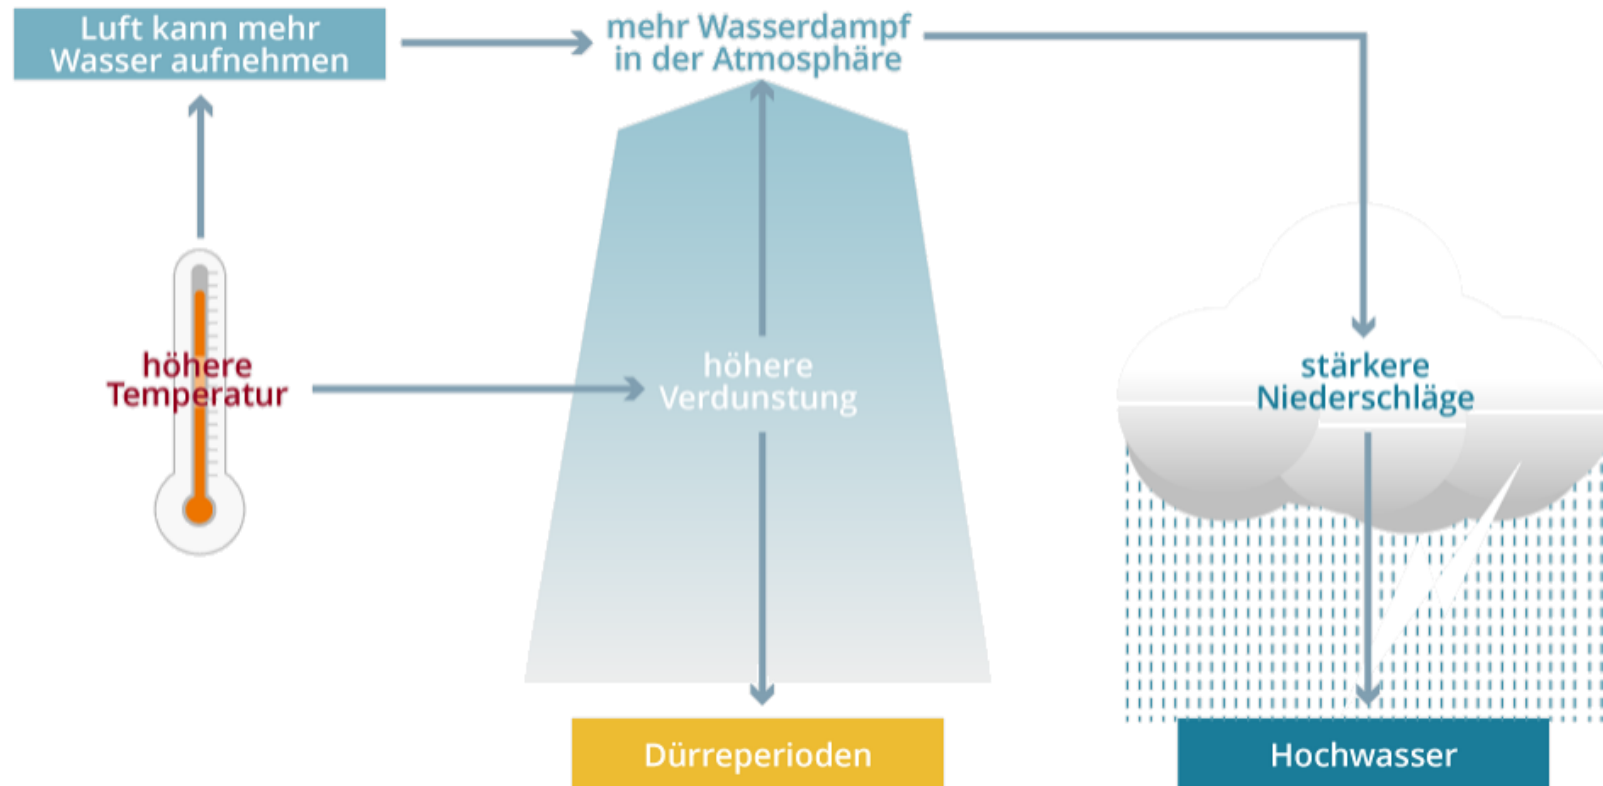 Luft kann mehr
Wasser aufnehmen
mehr Wasserdampf
in der Atmosphäre
höhere
Temperatur
höhere
Verdunstung
stärkere
Niederschläge
Dürreperioden
Hochwasser